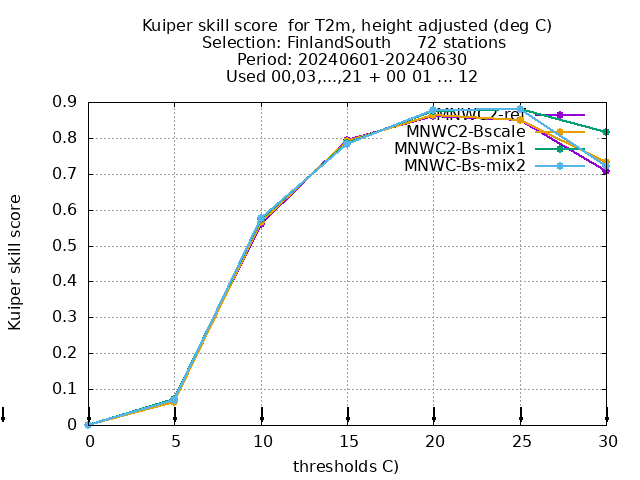 Kuiper skill score  for T2m, height adjusted (deg C)
Selection: FinlandSouth     72 stations
Period: 20240601-20240630
Used 00,03,...,21 + 00 01 ... 12
Kuiper skill score
0.9
0.8
0.7
0.6
0.5
0.4
0.3
0.2
0.1
0
MNWC2-ref
MNWC2-Bscale
MNWC2-Bs-mix1
MNWC-Bs-mix2
0 5 10 15 20 25 30
thresholds C)